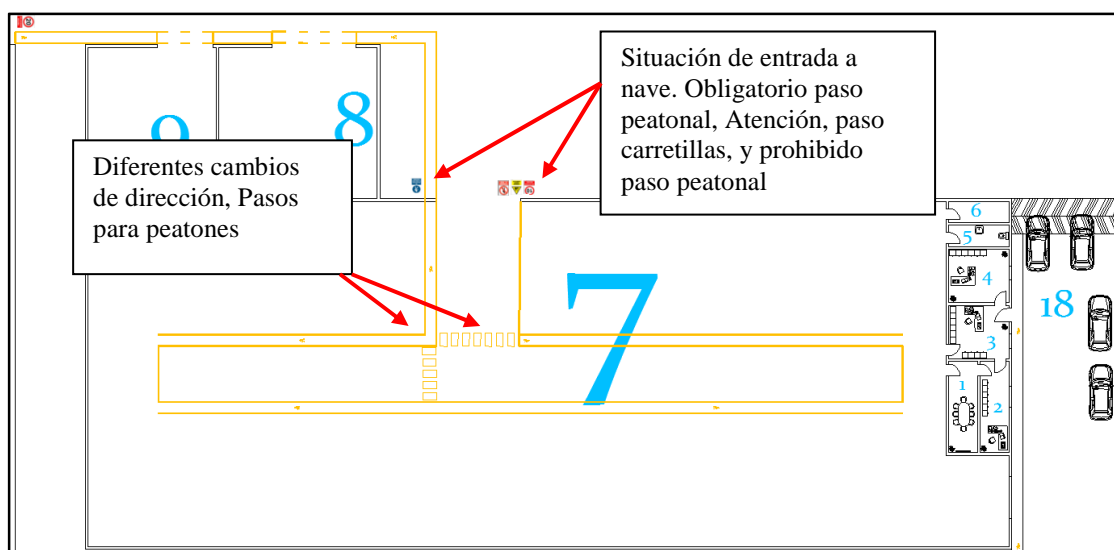 Situación de entrada a
nave. Obligatorio paso
peatonal, Atención, paso
carretillas, y prohibido
paso peatonal
Diferentes cambios
de dirección, Pasos
para peatones
9
8
7
6
5
4
3
1
2
18